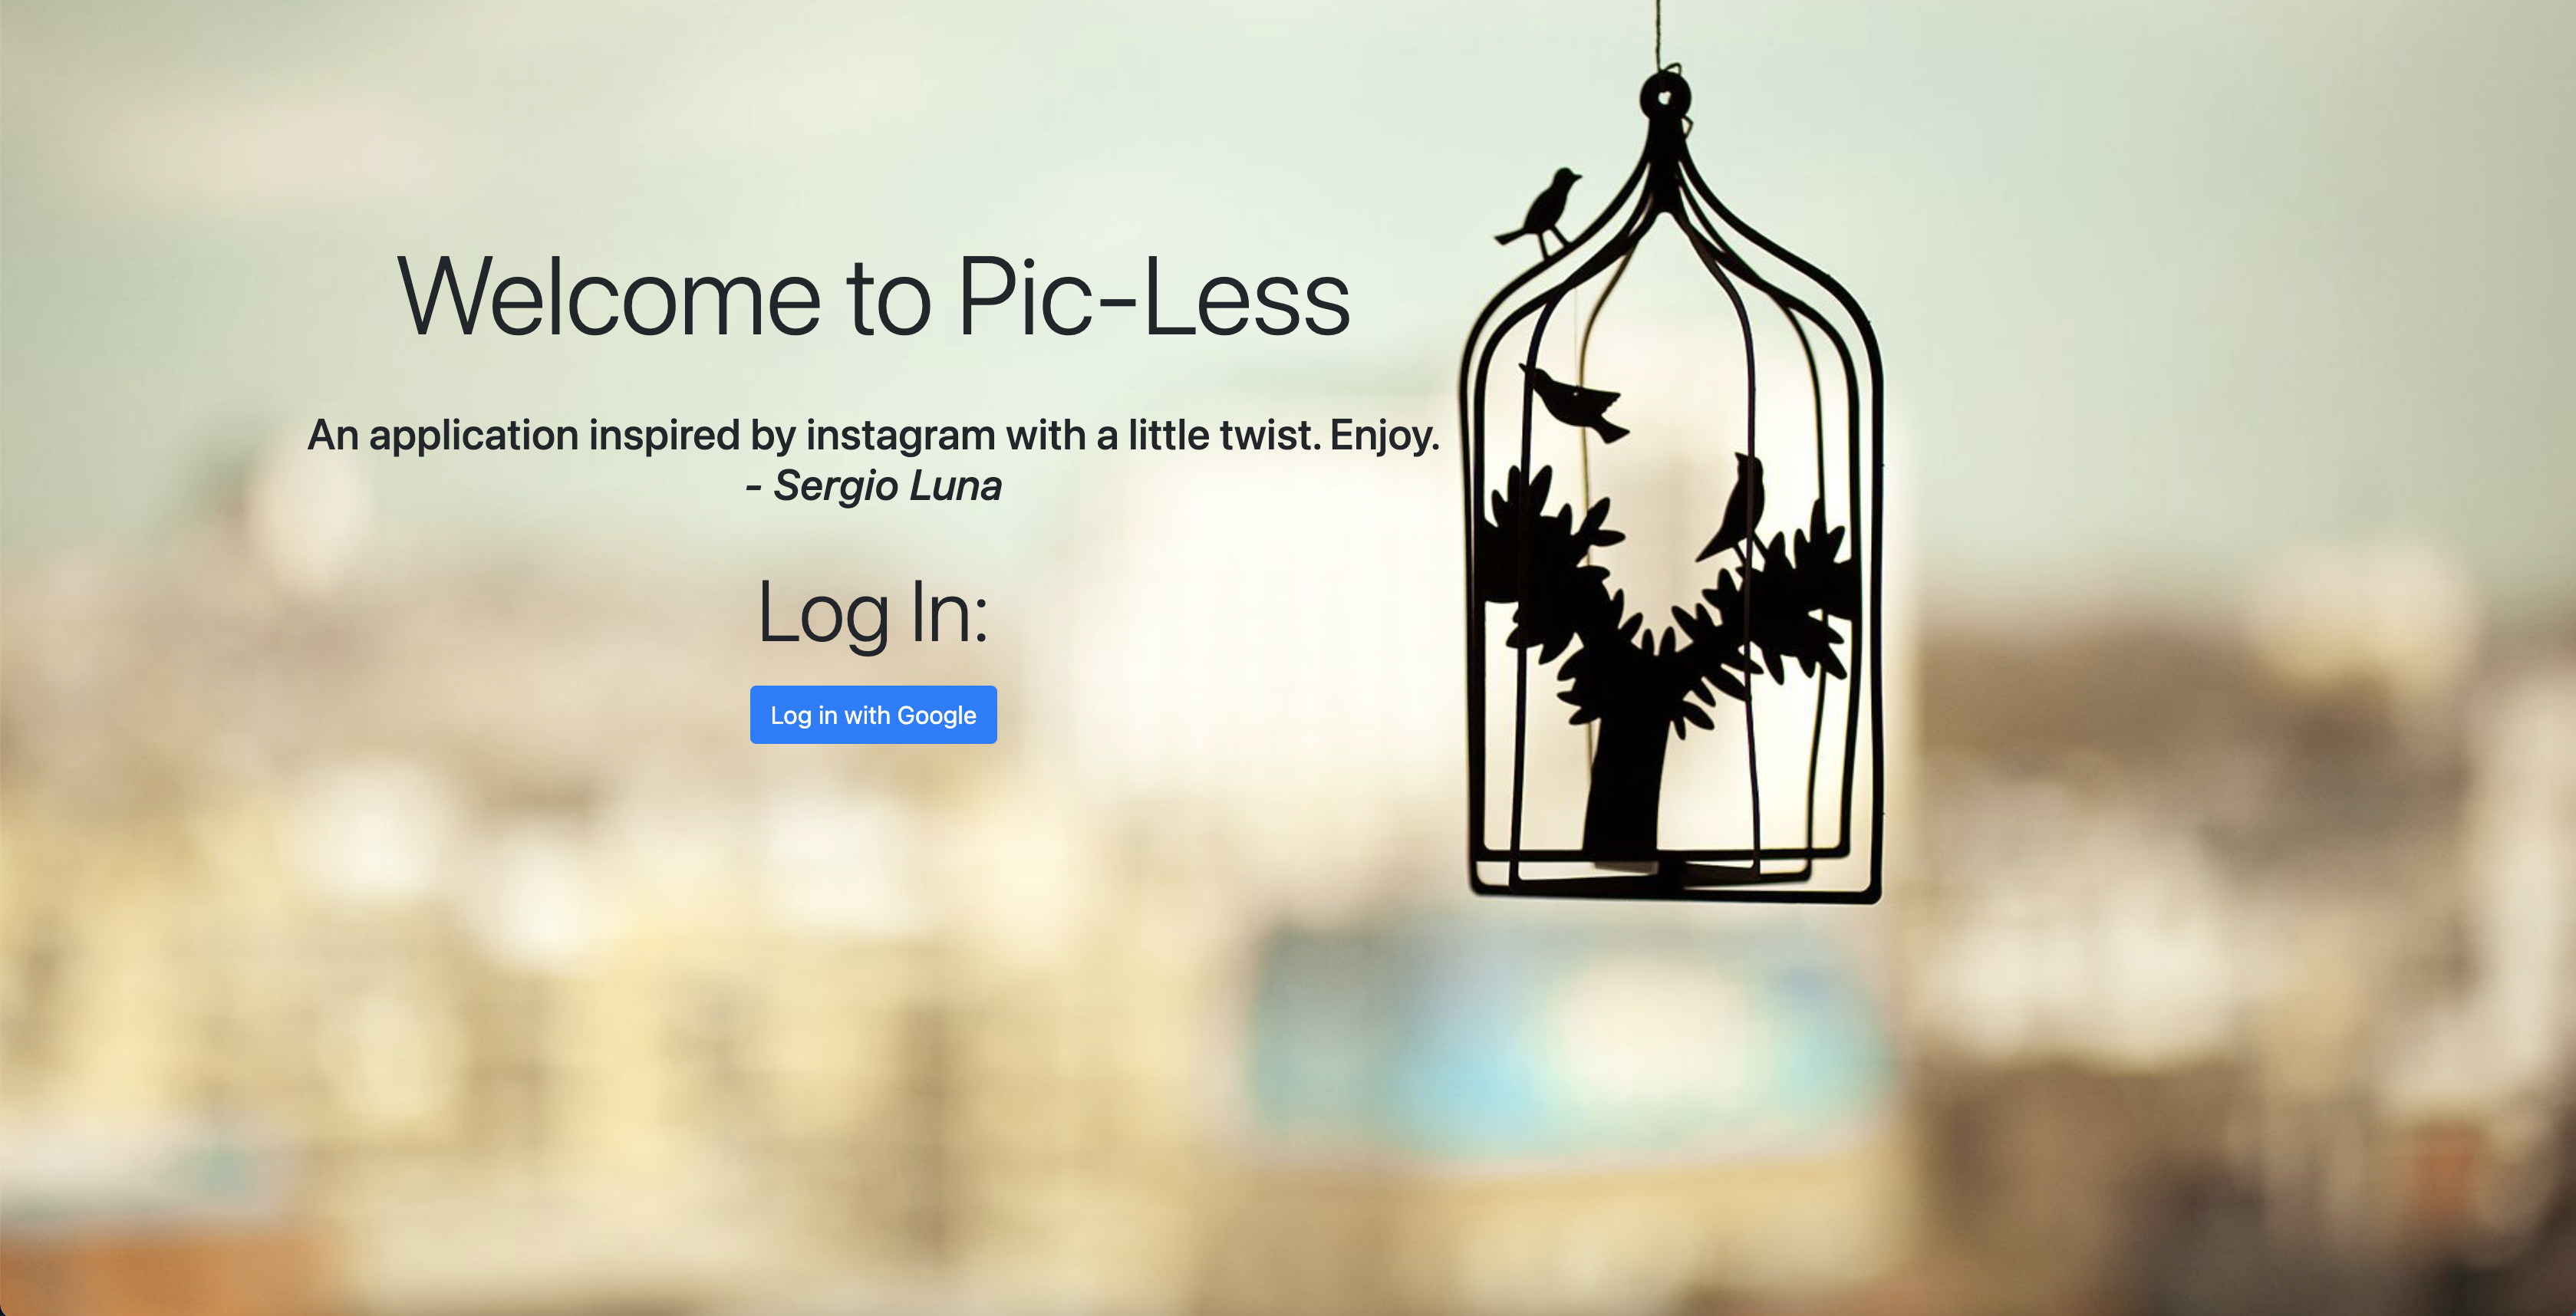 Welcome to Pic-Less
An application inspired by instagram with a little twist. Enjoy.
- Sergio Luna
Log In:
Log in with Google